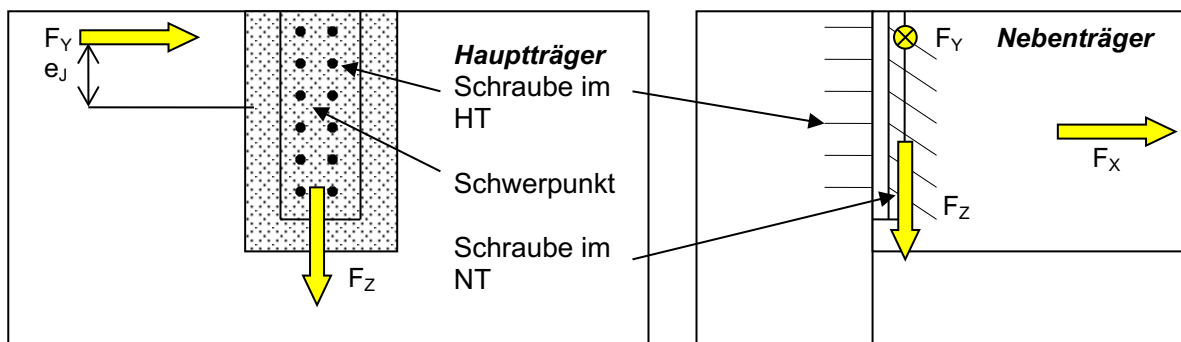 F_Y
e_J
Hauptträger
Schraube im
HT
Schwerpunkt
Schraube im
NT
F_Z
F_Y
Nebenträger
F_X
F_Z